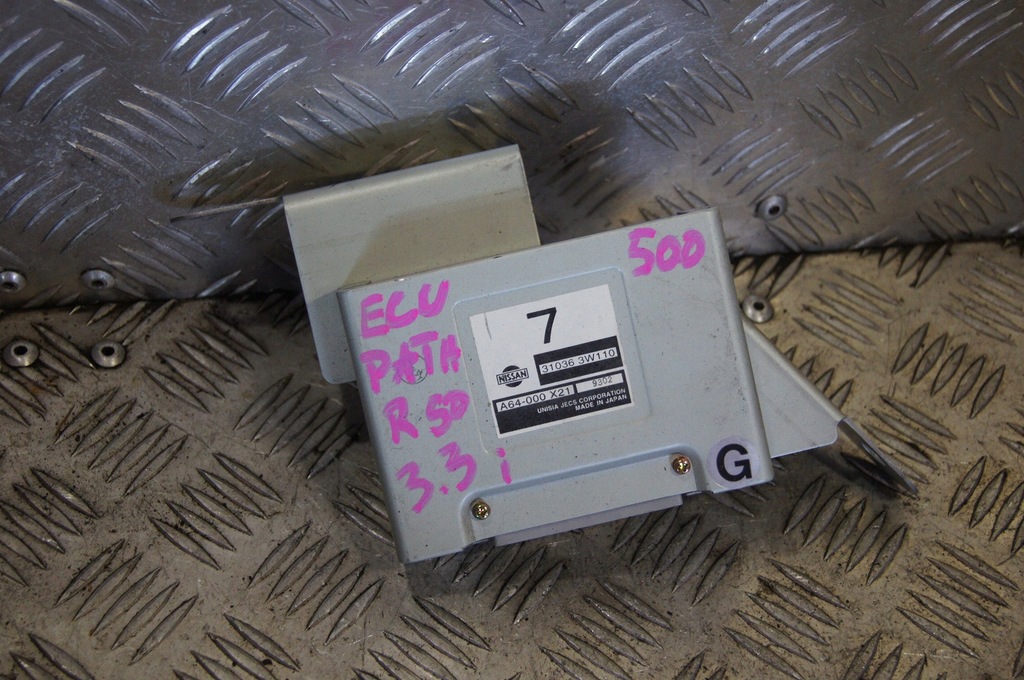 ECU
PATA
R50
3.3 i
500
7
NISSAN
31036 3W110
A64-000 X21
9302
UNISIA JECS CORPORATION
MADE IN JAPAN
G